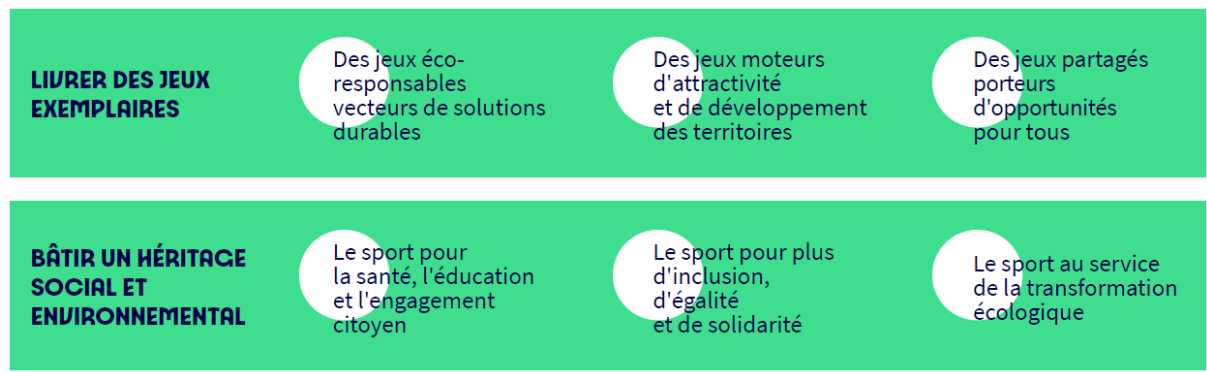 LIVRER DES JEUX
EXEMPLAIRES
Des jeux éco-
responsables
vecteurs de solutions
durables
Des jeux moteurs
d'attractivité
et de développement
des territoires
Des jeux partagés
porteurs
d'opportunités
pour tous
BÂTIR UN HÉRITAGE
SOCIAL ET
ENVIRONNEMENTAL
Le sport pour
la santé, l'éducation
et l'engagement
citoyen
Le sport pour plus
d'inclusion,
d'égalité
et de solidarité
Le sport au service
de la transformation
écologique